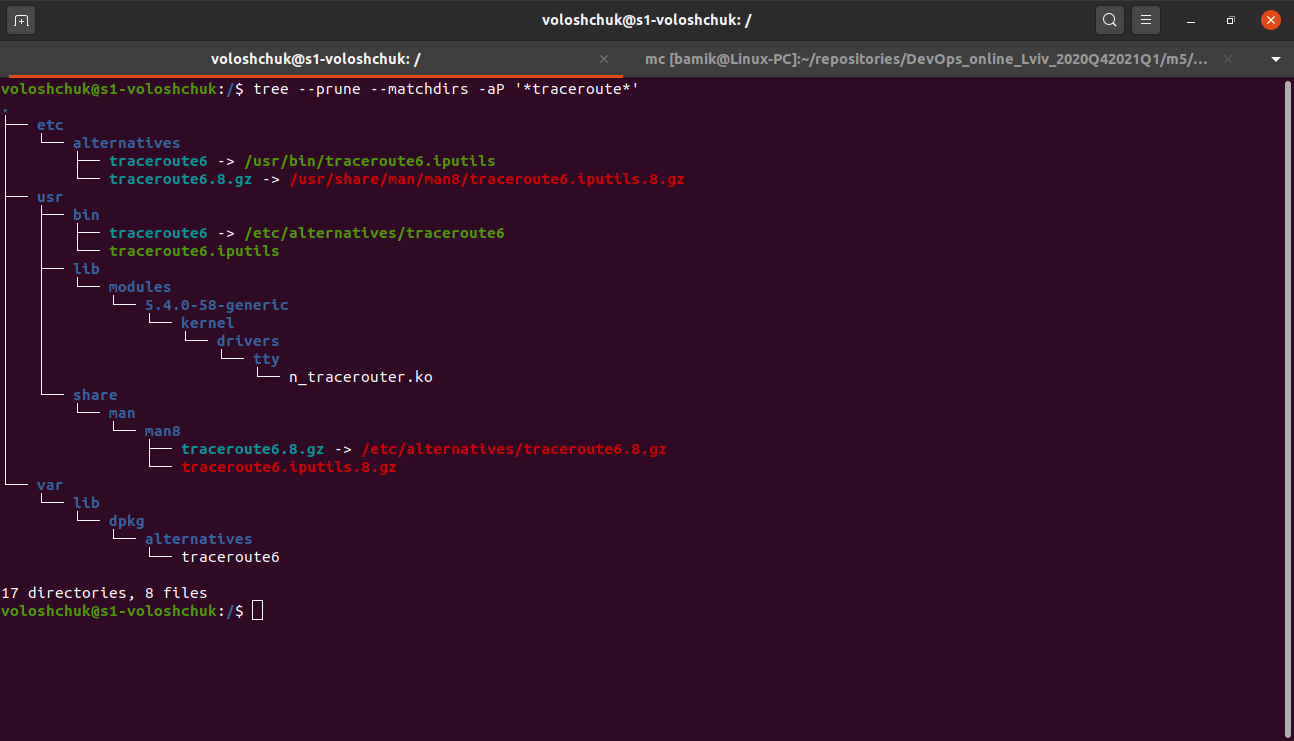 voloshchuk@s1-voloshchuk: /
voloshchuk@s1-voloshchuk: /
mc [bamik@Linux-PC]:~/repositories/DevOps_online_Lviv_2020Q42021Q1/m5/...
voloshchuk@s1-voloshchuk:/$ tree --prune --matchdirs -aP '*traceroute*'
.
├── etc
│   └── alternatives
│       ├── traceroute6 -> /usr/bin/traceroute6.iputils
│       └── traceroute6.8.gz -> /usr/share/man/man8/traceroute6.iputils.8.gz
├── usr
│   ├── bin
│   │   ├── traceroute6 -> /etc/alternatives/traceroute6
│   │   └── traceroute6.iputils
│   ├── lib
│   │   └── modules
│   │       └── 5.4.0-58-generic
│   │           └── kernel
│   │               └── drivers
│   │                   └── tty
│   │                       └── n_tracerouter.ko
│   └── share
│       └── man
│           └── man8
│               ├── traceroute6.8.gz -> /etc/alternatives/traceroute6.8.gz
│               └── traceroute6.iputils.8.gz
└── var
    └── lib
        └── dpkg
            └── alternatives
                └── traceroute6
17 directories, 8 files
voloshchuk@s1-voloshchuk:/$